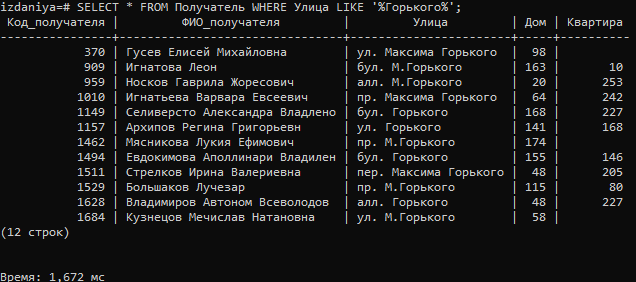 izdaniya=# SELECT * FROM Получатель WHERE Улица LIKE '%Горького%';
Код_получателя | ФИО_получателя | Улица | Дом | Квартира
---------------+----------------------------+--------------------+-----+----------
370 | Гусев Елисей Михайловна | ул. Максима Горького | 98 |
909 | Игнатова Леон | бул. М.Горького | 163 | 10
959 | Носков Гаврила Жоресович | алл. М.Горького | 20 | 253
1010 | Игнатьева Варвара Евсеевич | пр. Максима Горького | 64 | 242
1149 | Селиверсто Александра Владлено | бул. Горького | 168 | 227
1157 | Архипов Регина Григорьевн | ул. Горького | 141 | 168
1462 | Мясникова Лукия Ефимович | пр. М.Горького | 174 |
1494 | Евдокимова Аполлинари Владилен | бул. Горького | 155 | 146
1511 | Стрелков Ирина Валериевна | пер. Максима Горького | 48 | 205
1529 | Большаков Лучезар | пр. М.Горького | 115 | 80
1628 | Владимиров Автоном Всеволодов | алл. Горького | 48 | 227
1684 | Кузнецов Мечислав Натановна | ул. М.Горького | 58 |
(12 строк)
Время: 1,672 мс